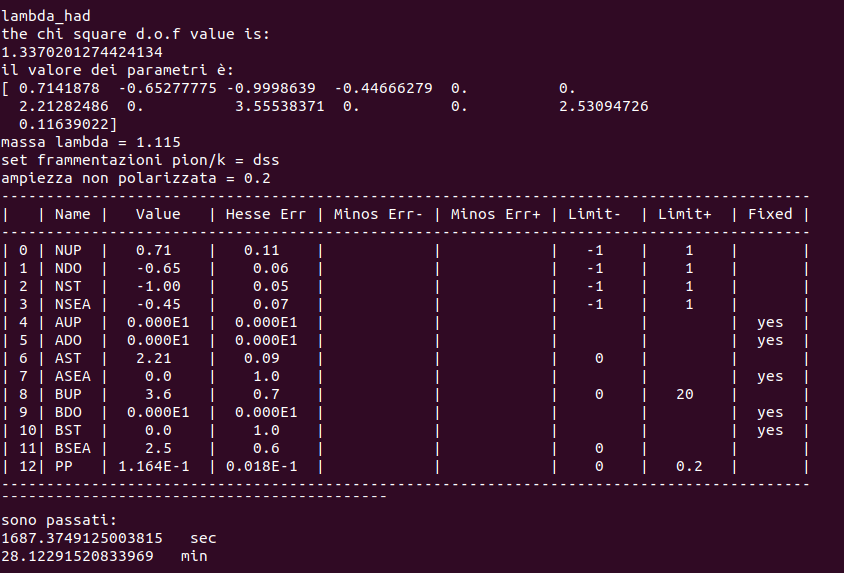 lambda_had
the chi square d.o.f value is:
1.3370201274424134
il valore dei parametri è:
[ 0.7141878  -0.65277775 -0.9998639  -0.44666279  0.          0.
  2.21282486  0.          3.55538371  0.          0.          2.53094726
  0.11639022]
massa lambda = 1.115
set frammentazioni pion/k = dss
ampiezza non polarizzata = 0.2
------------------------------------------------------------------------------------------
|   | Name |   Value   | Hesse Err | Minos Err- | Minos Err+ | Limit-  | Limit+  | Fixed |
------------------------------------------------------------------------------------------
| 0 | NUP  |   0.71    |   0.11    |            |            |   -1    |    1    |       |
| 1 | NDO  |   -0.65   |    0.06   |            |            |   -1    |    1    |       |
| 2 | NST  |   -1.00   |    0.05   |            |            |   -1    |    1    |       |
| 3 | NSEA |   -0.45   |    0.07   |            |            |   -1    |    1    |       |
| 4 | AUP  |  0.000E1  |  0.000E1  |            |            |         |         |  yes  |
| 5 | ADO  |  0.000E1  |  0.000E1  |            |            |         |         |  yes  |
| 6 | AST  |   2.21    |   0.09    |            |            |    0    |         |       |
| 7 | ASEA |    0.0    |    1.0    |            |            |         |         |  yes  |
| 8 | BUP  |    3.6    |    0.7    |            |            |    0    |   20    |       |
| 9 | BDO  |  0.000E1  |  0.000E1  |            |            |         |         |  yes  |
| 10| BST  |    0.0    |    1.0    |            |            |         |         |  yes  |
| 11| BSEA |    2.5    |    0.6    |            |            |    0    |         |       |
| 12| PP   | 1.164E-1  | 0.018E-1  |            |            |    0    |   0.2   |       |
------------------------------------------------------------------------------------------
-------------------------------------------
sono passati:
1687.3749125003815   sec
28.12291520833969   min